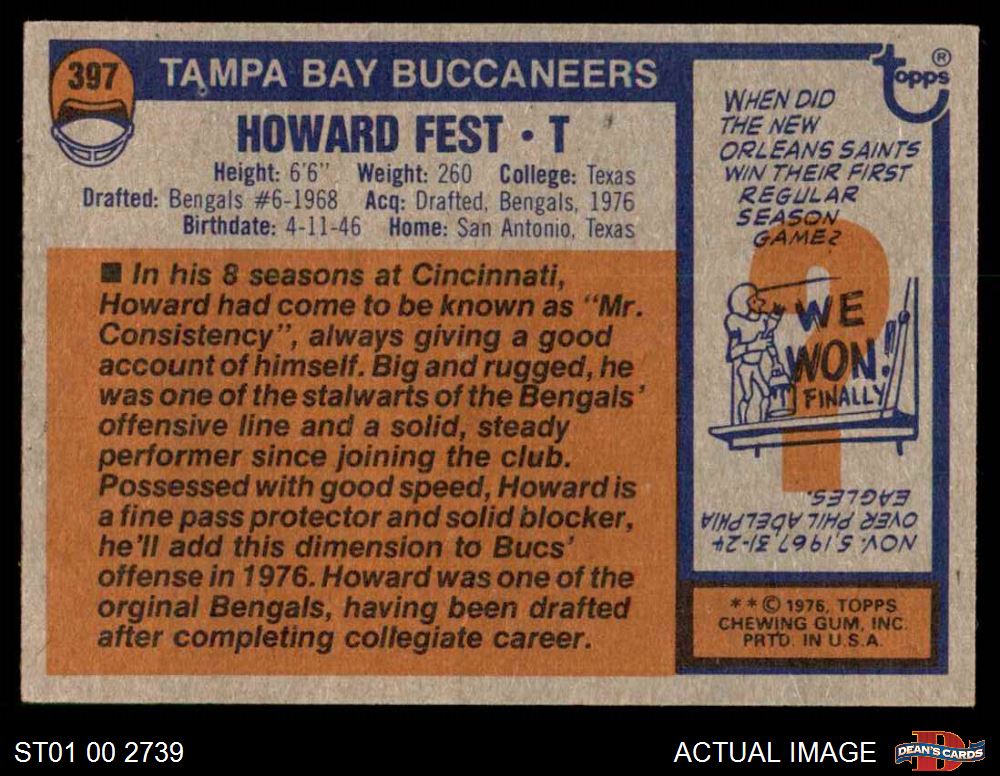 397
TAMPA BAY BUCCANEERS
HOWARD FEST • T
Height: 6'6" Weight: 260 College: Texas
Drafted: Bengals #6-1968 Acq: Drafted, Bengals, 1976
Birthdate: 4-11-46 Home: San Antonio, Texas
■ In his 8 seasons at Cincinnati,
Howard had come to be known as "Mr.
Consistency", always giving a good
account of himself. Big and rugged, he
was one of the stalwarts of the Bengals'
offensive line and a solid, steady
performer since joining the club.
Possessed with good speed, Howard is
a fine pass protector and solid blocker,
he'll add this dimension to Bucs'
offense in 1976. Howard was one of the
orginal Bengals, having been drafted
after completing collegiate career.
topps®
WHEN DID
THE NEW
ORLEANS SAINTS
WIN THEIR FIRST
REGULAR
SEASON
GAME?
WE
WON!
FINALLY
NOV. 5, 1967, 31-24
OVER PHILADELPHIA
EAGLES.
**© 1976, TOPPS
CHEWING GUM, INC.
PRTD. IN U.S.A.
ST01 00 2739
ACTUAL IMAGE
D
DEAN'S CARDS